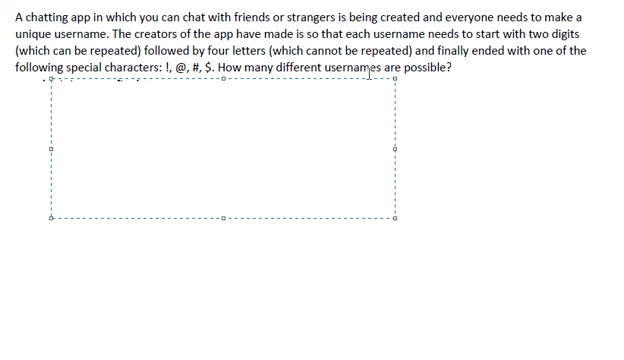 A chatting app in which you can chat with friends or strangers is being created and everyone needs to make a
unique username. The creators of the app have made is so that each username needs to start with two digits
(which can be repeated) followed by four letters (which cannot be repeated) and finally ended with one of the
following special characters: !, @, #, $. How many different usernames are possible?